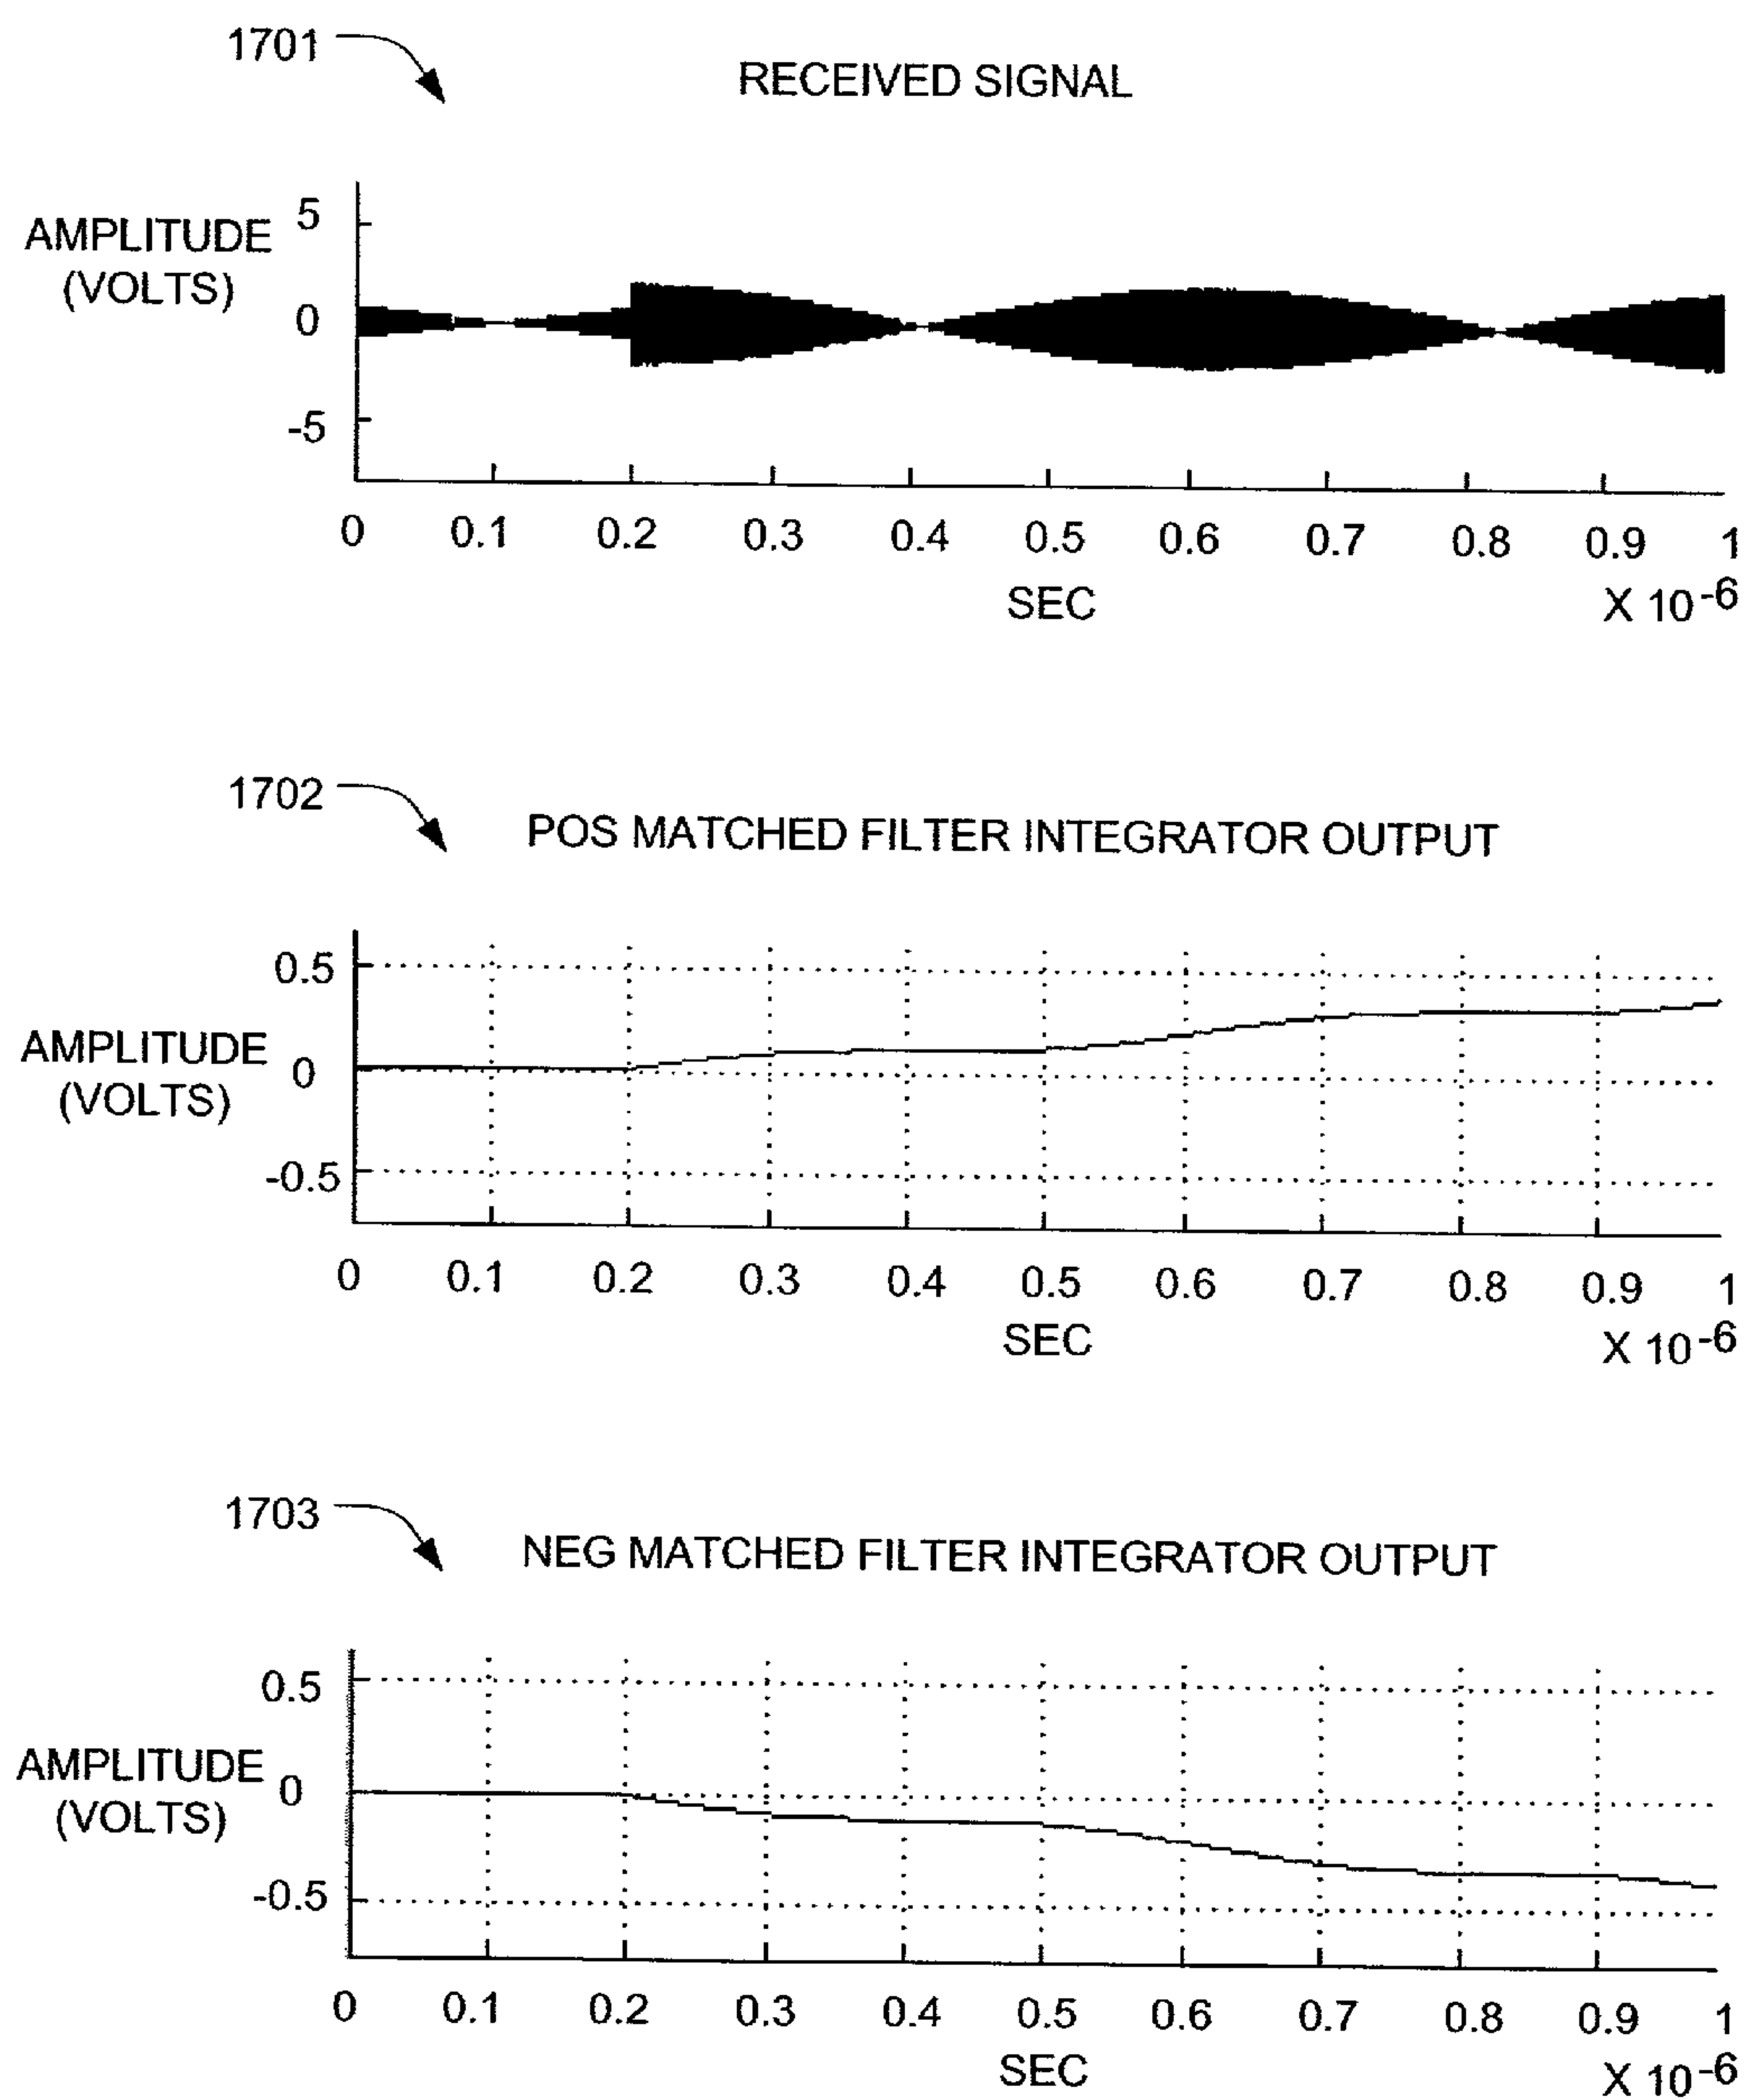 1701
RECEIVED SIGNAL
AMPLITUDE
(VOLTS)
5
0
-5
0 0.1 0.2 0.3 0.4 0.5 0.6 0.7 0.8 0.9 1
SEC
X 10-6
1702
POS MATCHED FILTER INTEGRATOR OUTPUT
AMPLITUDE
(VOLTS)
0.5
0
-0.5
0 0.1 0.2 0.3 0.4 0.5 0.6 0.7 0.8 0.9 1
SEC
X 10-6
1703
NEG MATCHED FILTER INTEGRATOR OUTPUT
AMPLITUDE
(VOLTS)
0.5
0
-0.5
0 0.1 0.2 0.3 0.4 0.5 0.6 0.7 0.8 0.9 1
SEC
X 10-6